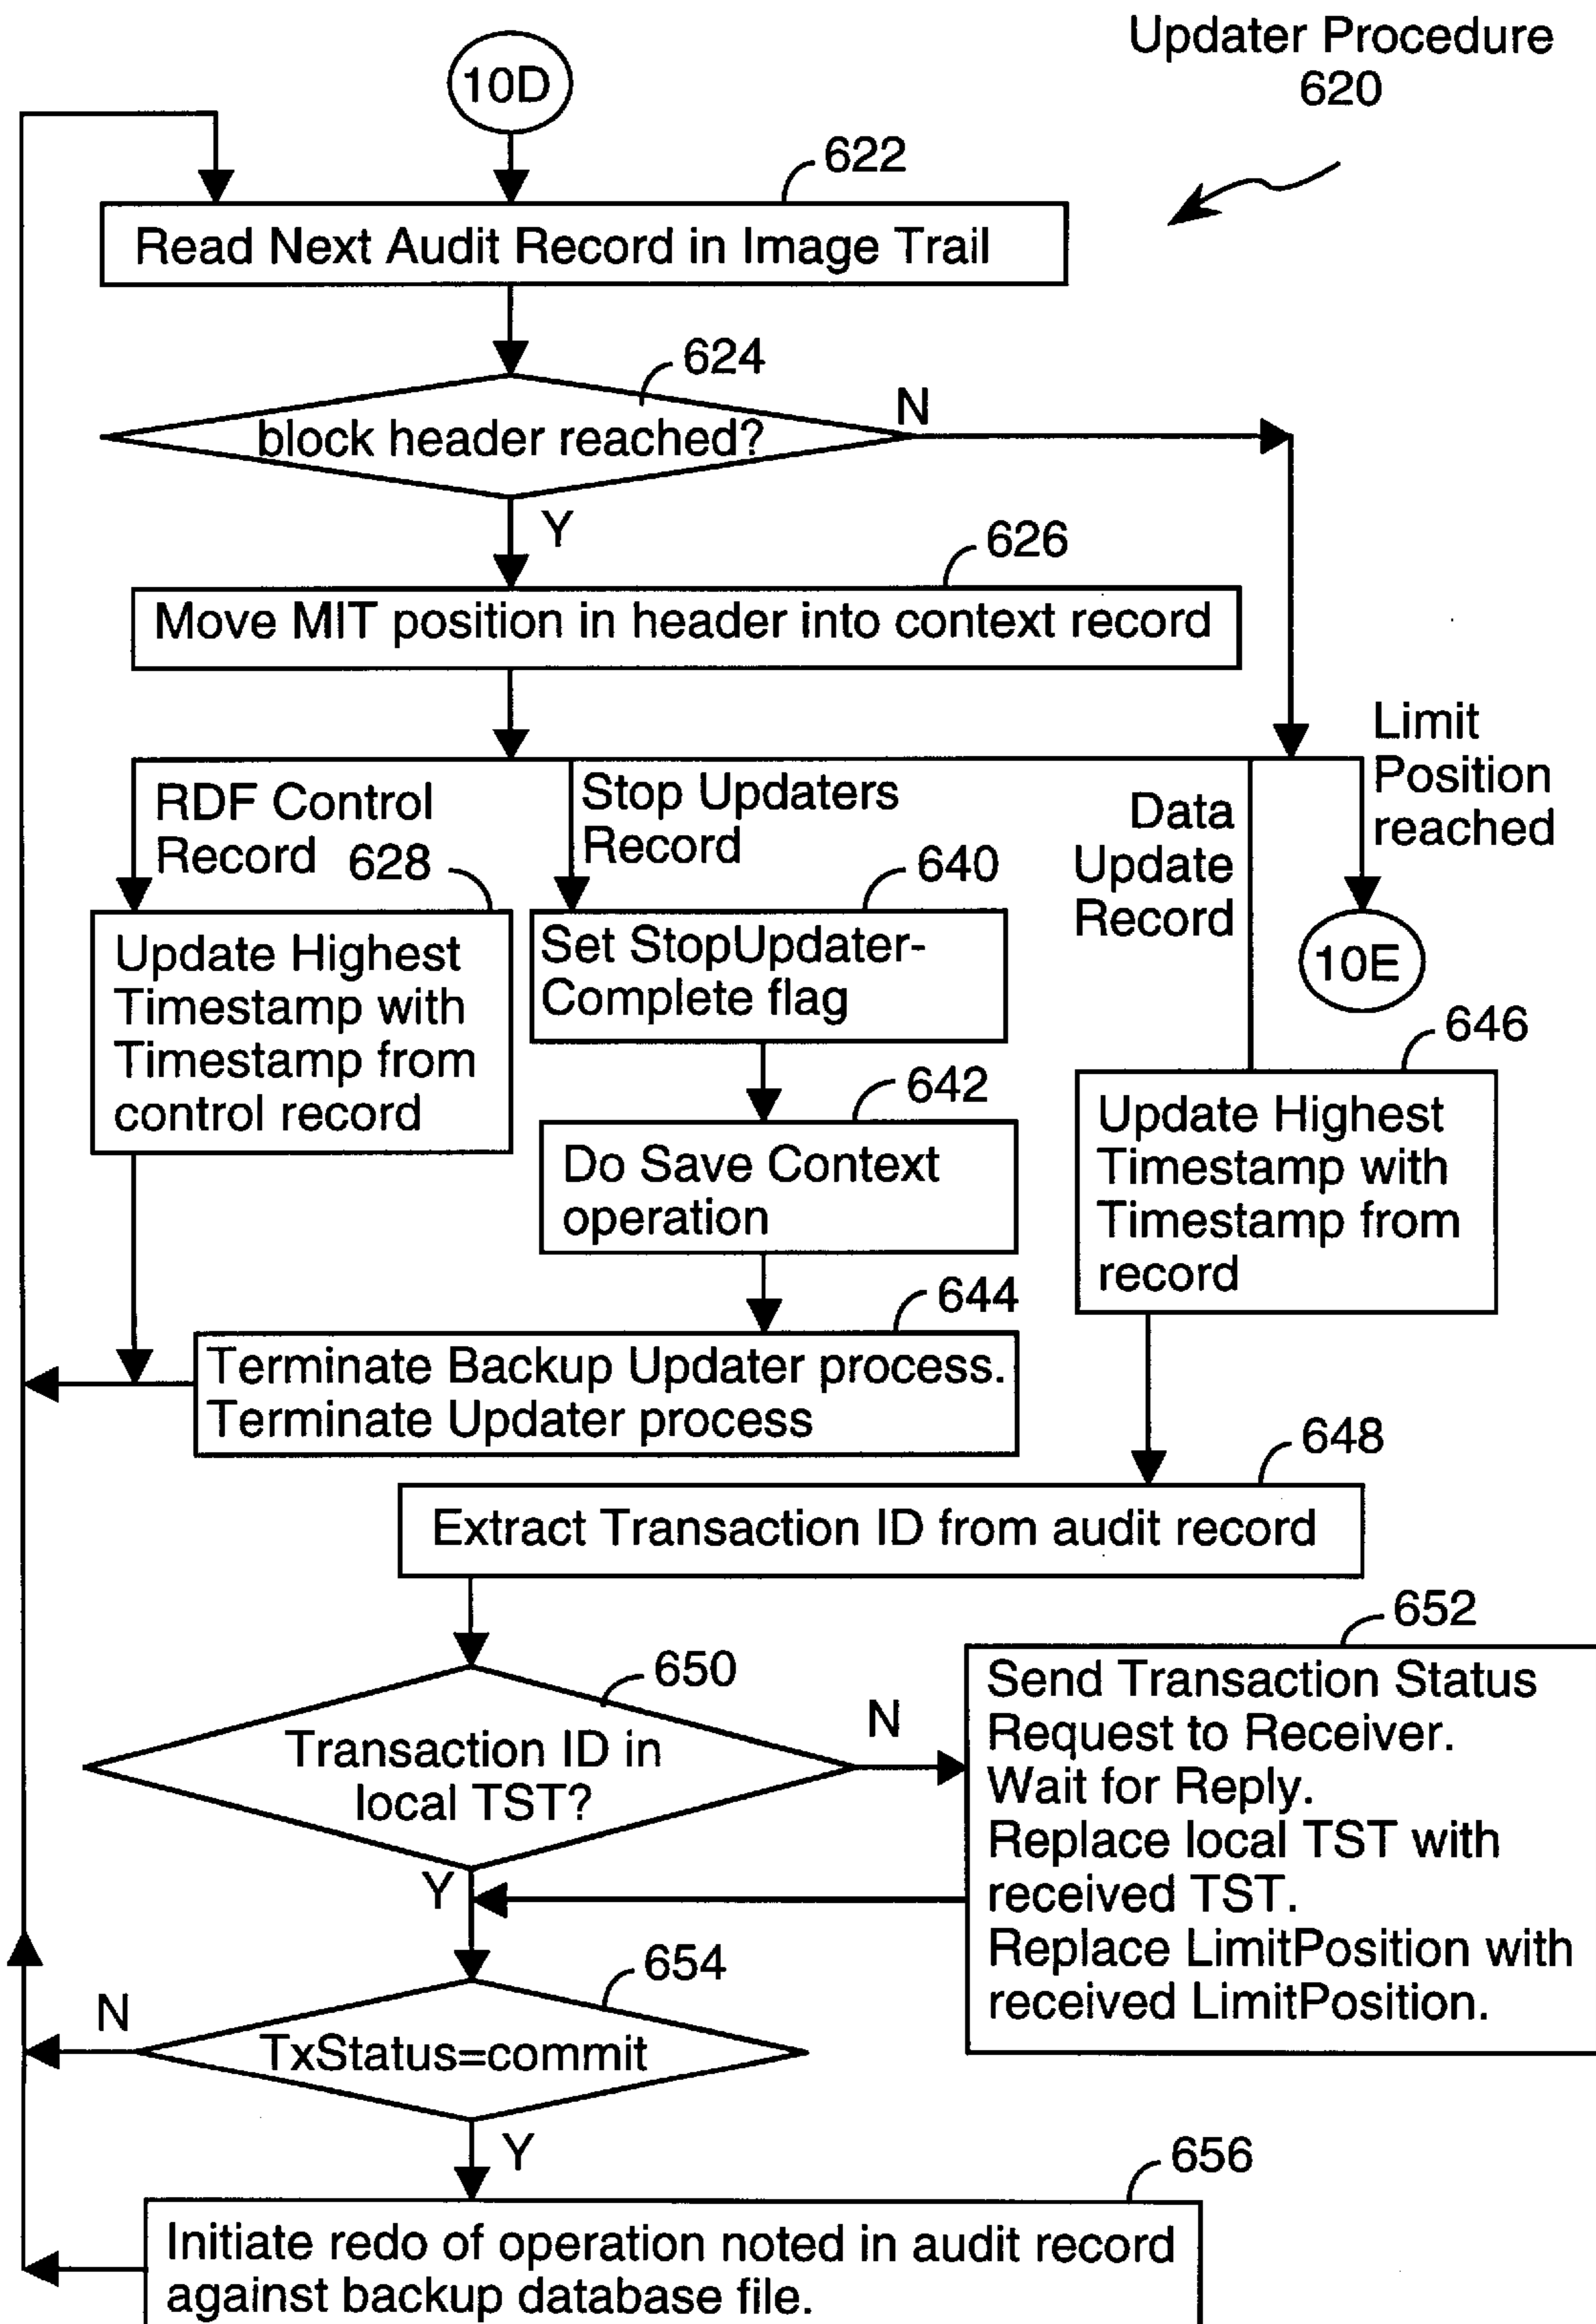 Updater Procedure
620
10D
622
Read Next Audit Record in Image Trail
624
block header reached?
N
Y
626
Move MIT position in header into context record
RDF Control
Record
628
Stop Updaters
Record
640
Data
Update
Record
Limit
Position
reached
10E
Update Highest
Timestamp with
Timestamp from
control record
Set StopUpdater-
Complete flag
642
Do Save Context
operation
646
Update Highest
Timestamp with
Timestamp from
record
644
Terminate Backup Updater process.
Terminate Updater process
648
Extract Transaction ID from audit record
650
Transaction ID in
local TST?
N
Y
652
Send Transaction Status
Request to Receiver.
Wait for Reply.
Replace local TST with
received TST.
Replace LimitPosition with
received LimitPosition.
654
TxStatus=commit
N
Y
656
Initiate redo of operation noted in audit record
against backup database file.